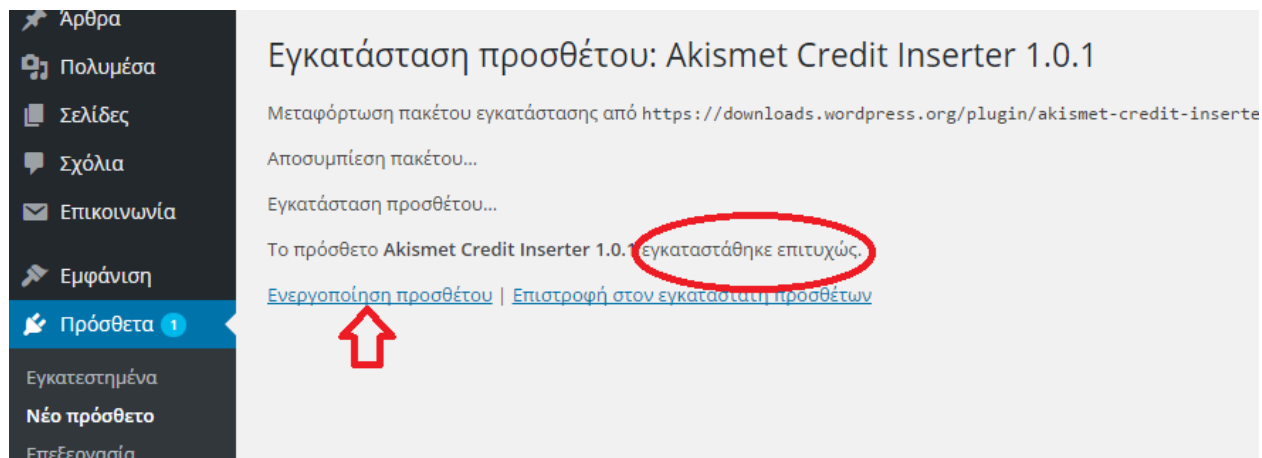 Άρθρα
Πολυμέσα
Σελίδες
Σχόλια
Επικοινωνία
Εμφάνιση
Πρόσθετα 1
Εγκατεστημένα
Νέο πρόσθετο
Επεξεργασία
Εγκατάσταση προσθέτου: Akismet Credit Inserter 1.0.1
Μεταφόρτωση πακέτου εγκατάστασης από https://downloads.wordpress.org/plugin/akismet-credit-inserte
Αποσυμπίεση πακέτου...
Εγκατάσταση προσθέτου...
Το πρόσθετο Akismet Credit Inserter 1.0.1 εγκαταστάθηκε επιτυχώς.
Ενεργοποίηση προσθέτου | Επιστροφή στον εγκαταστάτη προσθέτων